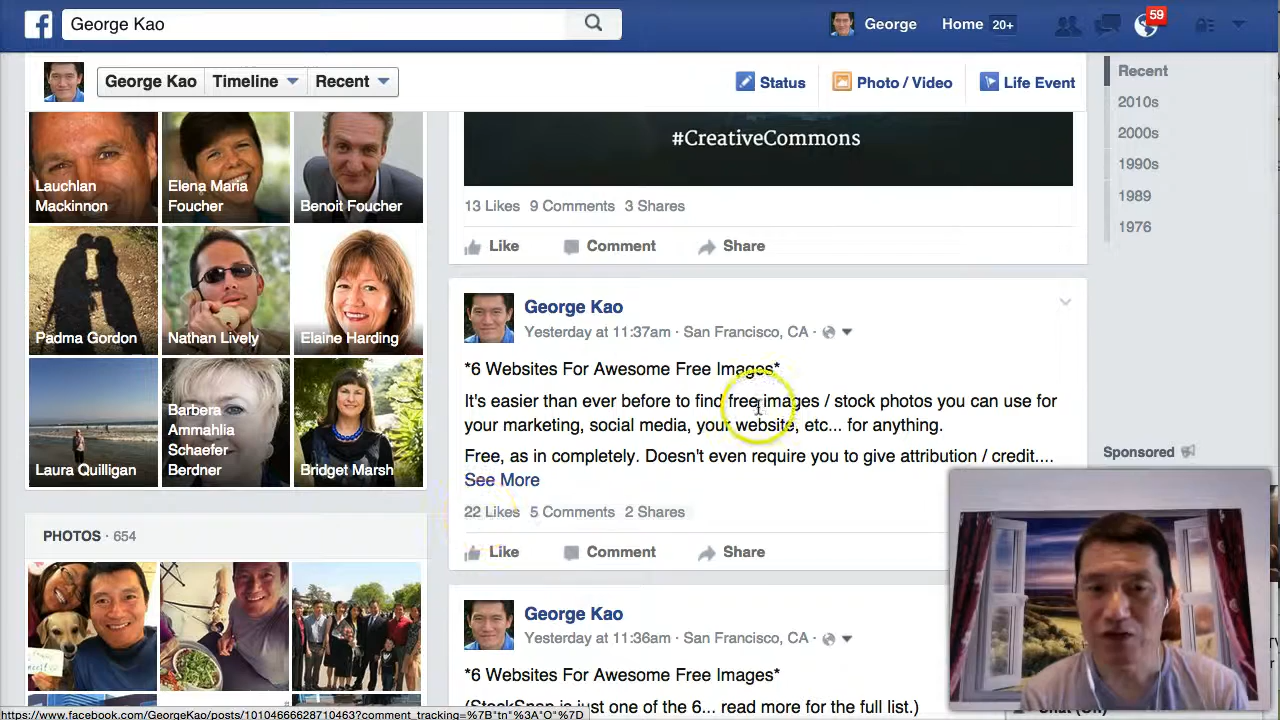 George Kao
George
Home 20+
59
George Kao
Timeline
Recent
Status
Photo / Video
Life Event
Recent
2010s
2000s
1990s
1989
1976
Lauchlan
Mackinnon
Elena Maria
Foucher
Benoit Foucher
Padma Gordon
Nathan Lively
Elaine Harding
Laura Quilligan
Barbera
Ammahlia
Schaefer
Berdner
Bridget Marsh
PHOTOS · 654
#CreativeCommons
13 Likes 9 Comments 3 Shares
Like Comment Share
George Kao
Yesterday at 11:37am · San Francisco, CA ·
*6 Websites For Awesome Free Images*
It's easier than ever before to find free images / stock photos you can use for
your marketing, social media, your website, etc... for anything.
Free, as in completely. Doesn't even require you to give attribution / credit....
See More
22 Likes 5 Comments 2 Shares
Like Comment Share
George Kao
Yesterday at 11:36am · San Francisco, CA ·
*6 Websites For Awesome Free Images*
(StockSnap is just one of the 6... read more for the full list.)
Sponsored
https://www.facebook.com/GeorgeKao/posts/10104666628710463?comment_tracking=%7B"tn"%3A"O"%7D